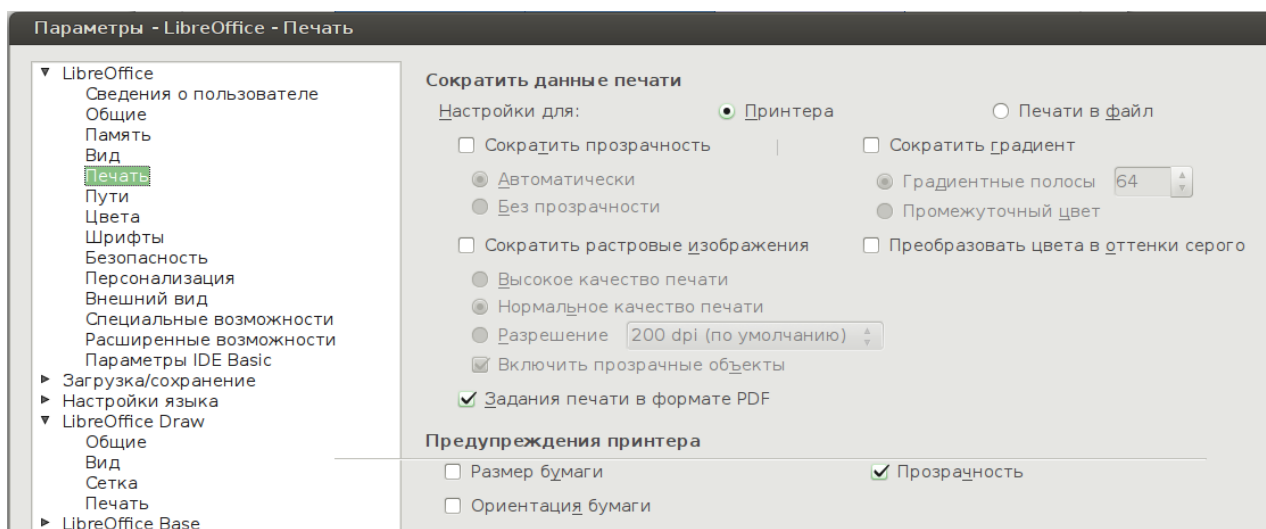 Параметры - LibreOffice - Печать
LibreOffice
Сведения о пользователе
Общие
Память
Вид
Печать
Пути
Цвета
Шрифты
Безопасность
Персонализация
Внешний вид
Специальные возможности
Расширенные возможности
Параметры IDE Basic
Загрузка/сохранение
Настройки языка
LibreOffice Draw
Общие
Вид
Сетка
Печать
LibreOffice Base
Сократить данные печати
Настройки для: Принтера Печати в файл
Сократить прозрачность Сократить градиент
Автоматически Градиентные полосы 64
Без прозрачности Промежуточный цвет
Сократить растровые изображения Преобразовать цвета в оттенки серого
Высокое качество печати
Нормальное качество печати
Разрешение 200 dpi (по умолчанию)
Включить прозрачные объекты
Задания печати в формате PDF
Предупреждения принтера
Размер бумаги Прозрачность
Ориентация бумаги